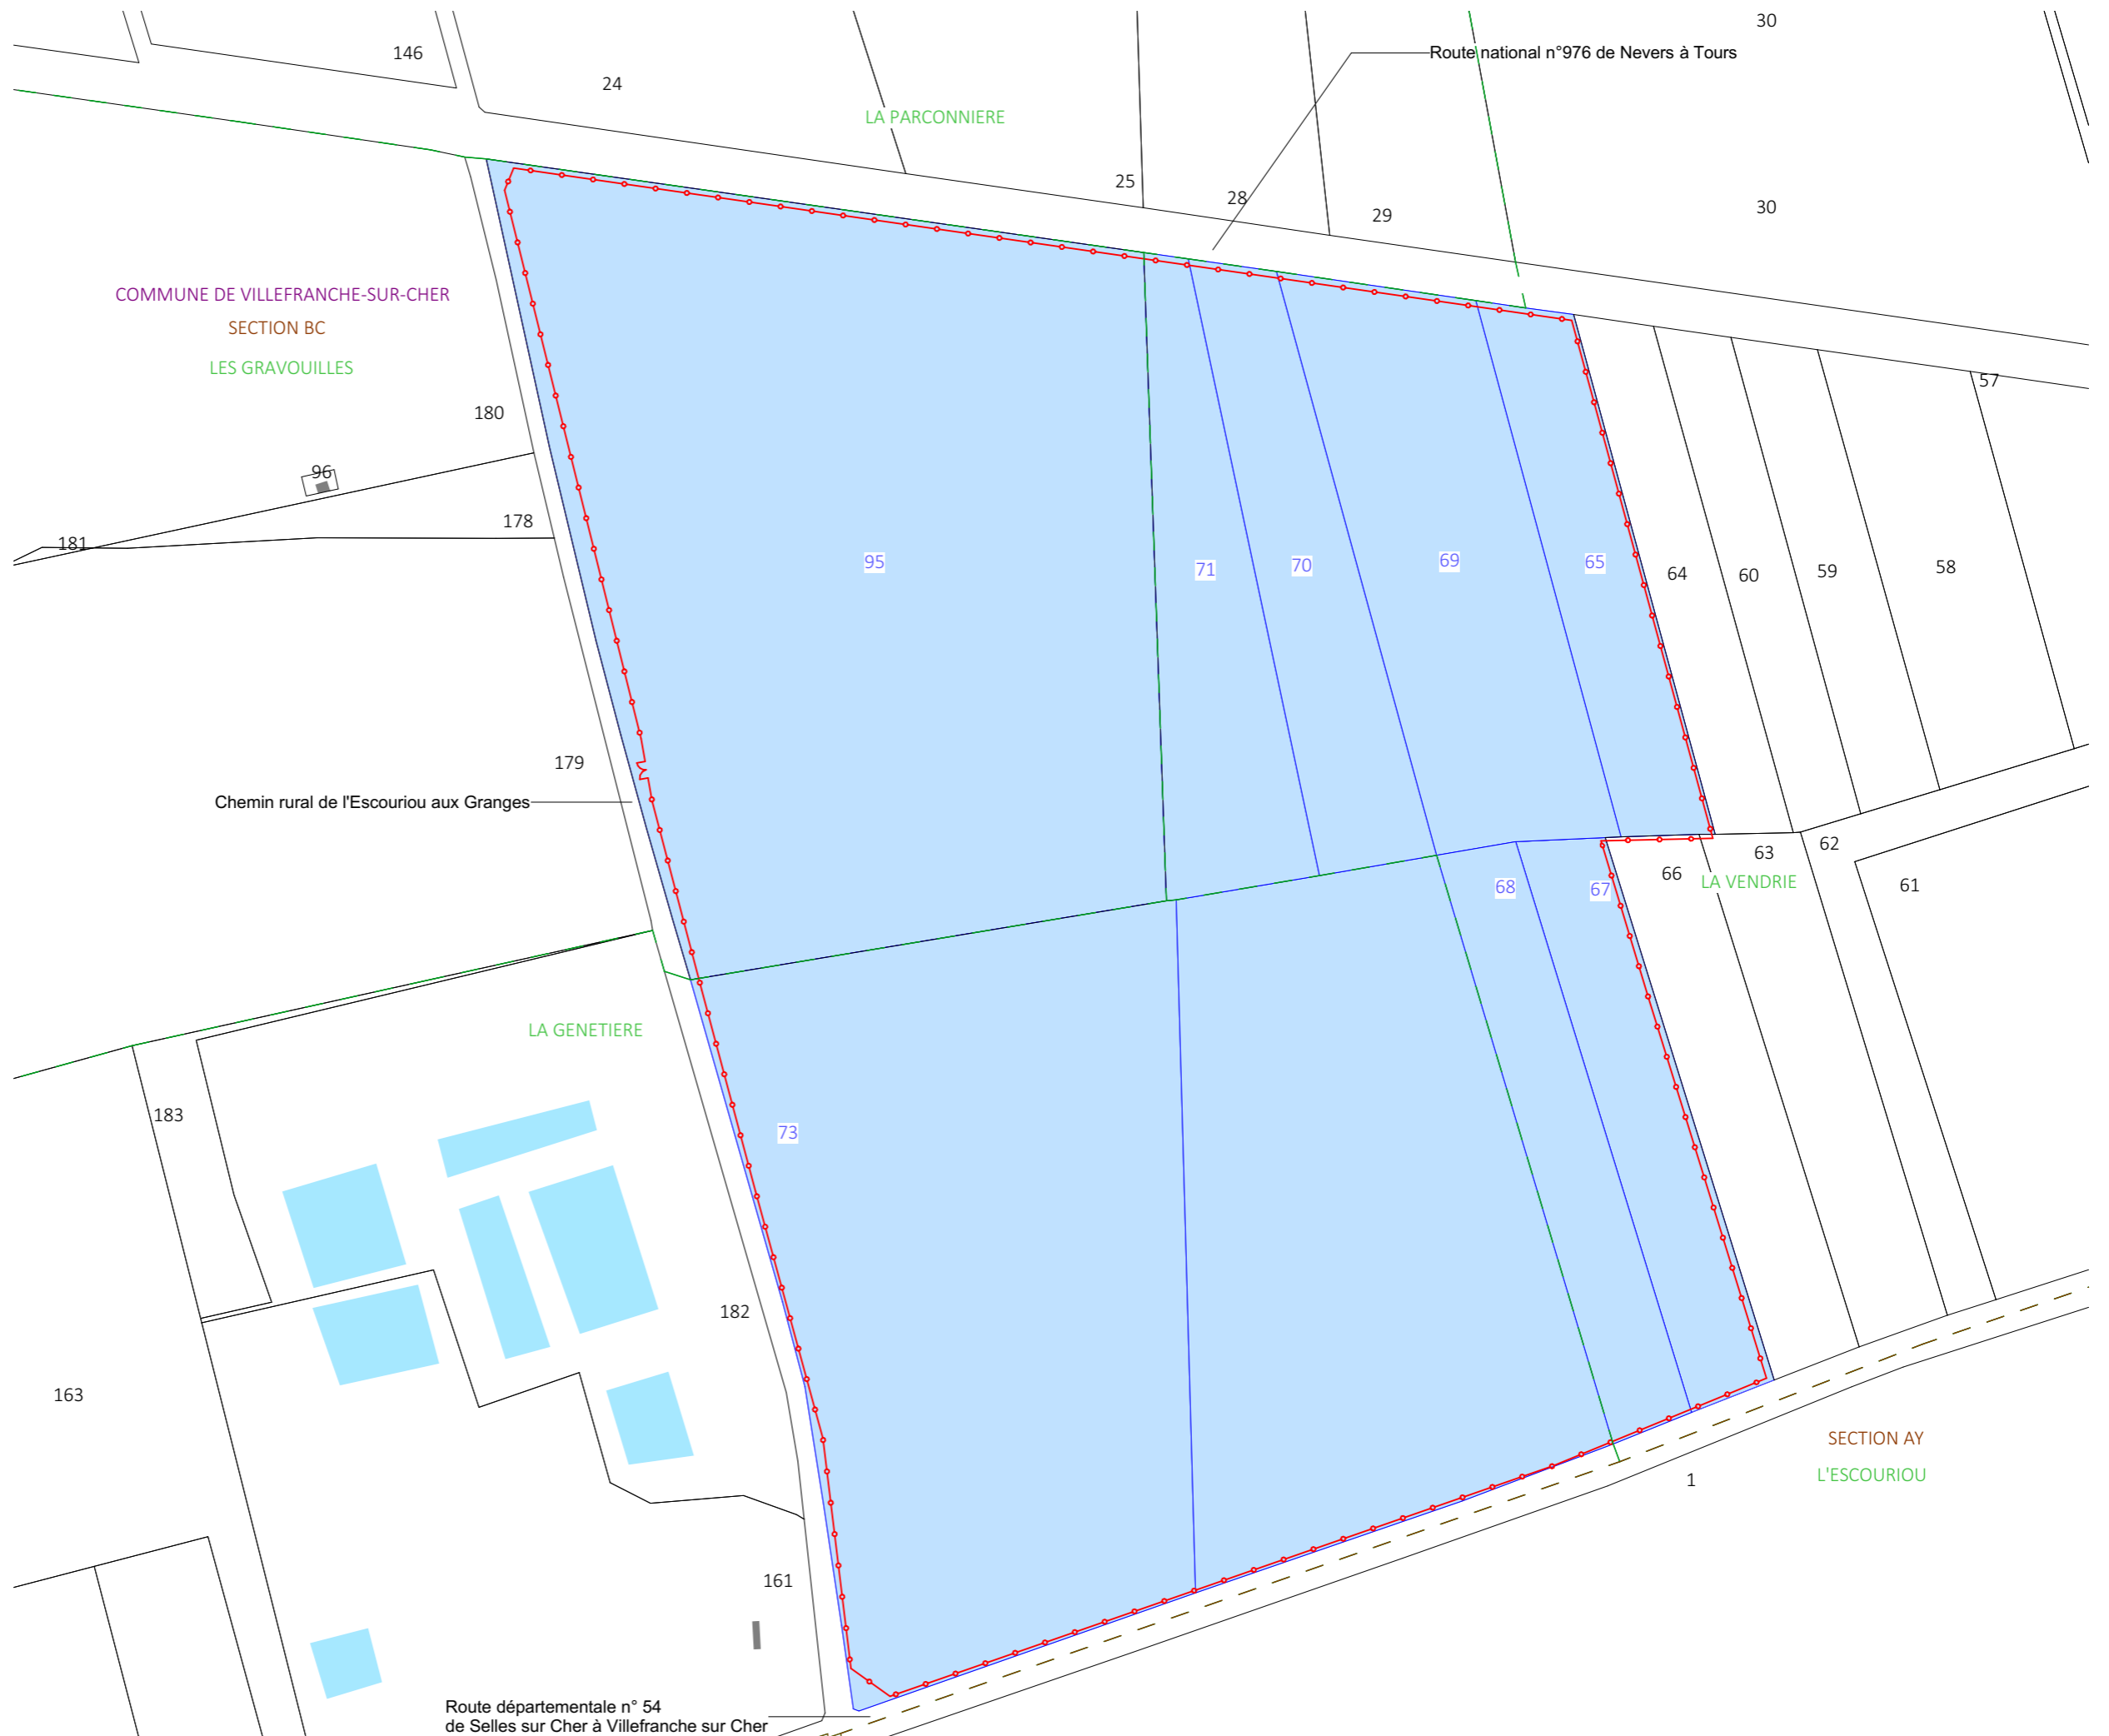 30
146
Route national n°976 de Nevers à Tours
24
LA PARCONNIERE
25
28
29
30
COMMUNE DE VILLEFRANCHE-SUR-CHER
SECTION BC
LES GRAVOUILLES
57
180
96
178
181
95
71
70
69
65
64
60
59
58
179
Chemin rural de l'Escouriou aux Granges
62
63
66
LA VENDRIE
61
68
67
LA GENETIERE
183
73
182
163
SECTION AY
L'ESCOURIOU
1
161
Route départementale n° 54
de Selles sur Cher à Villefranche sur Cher